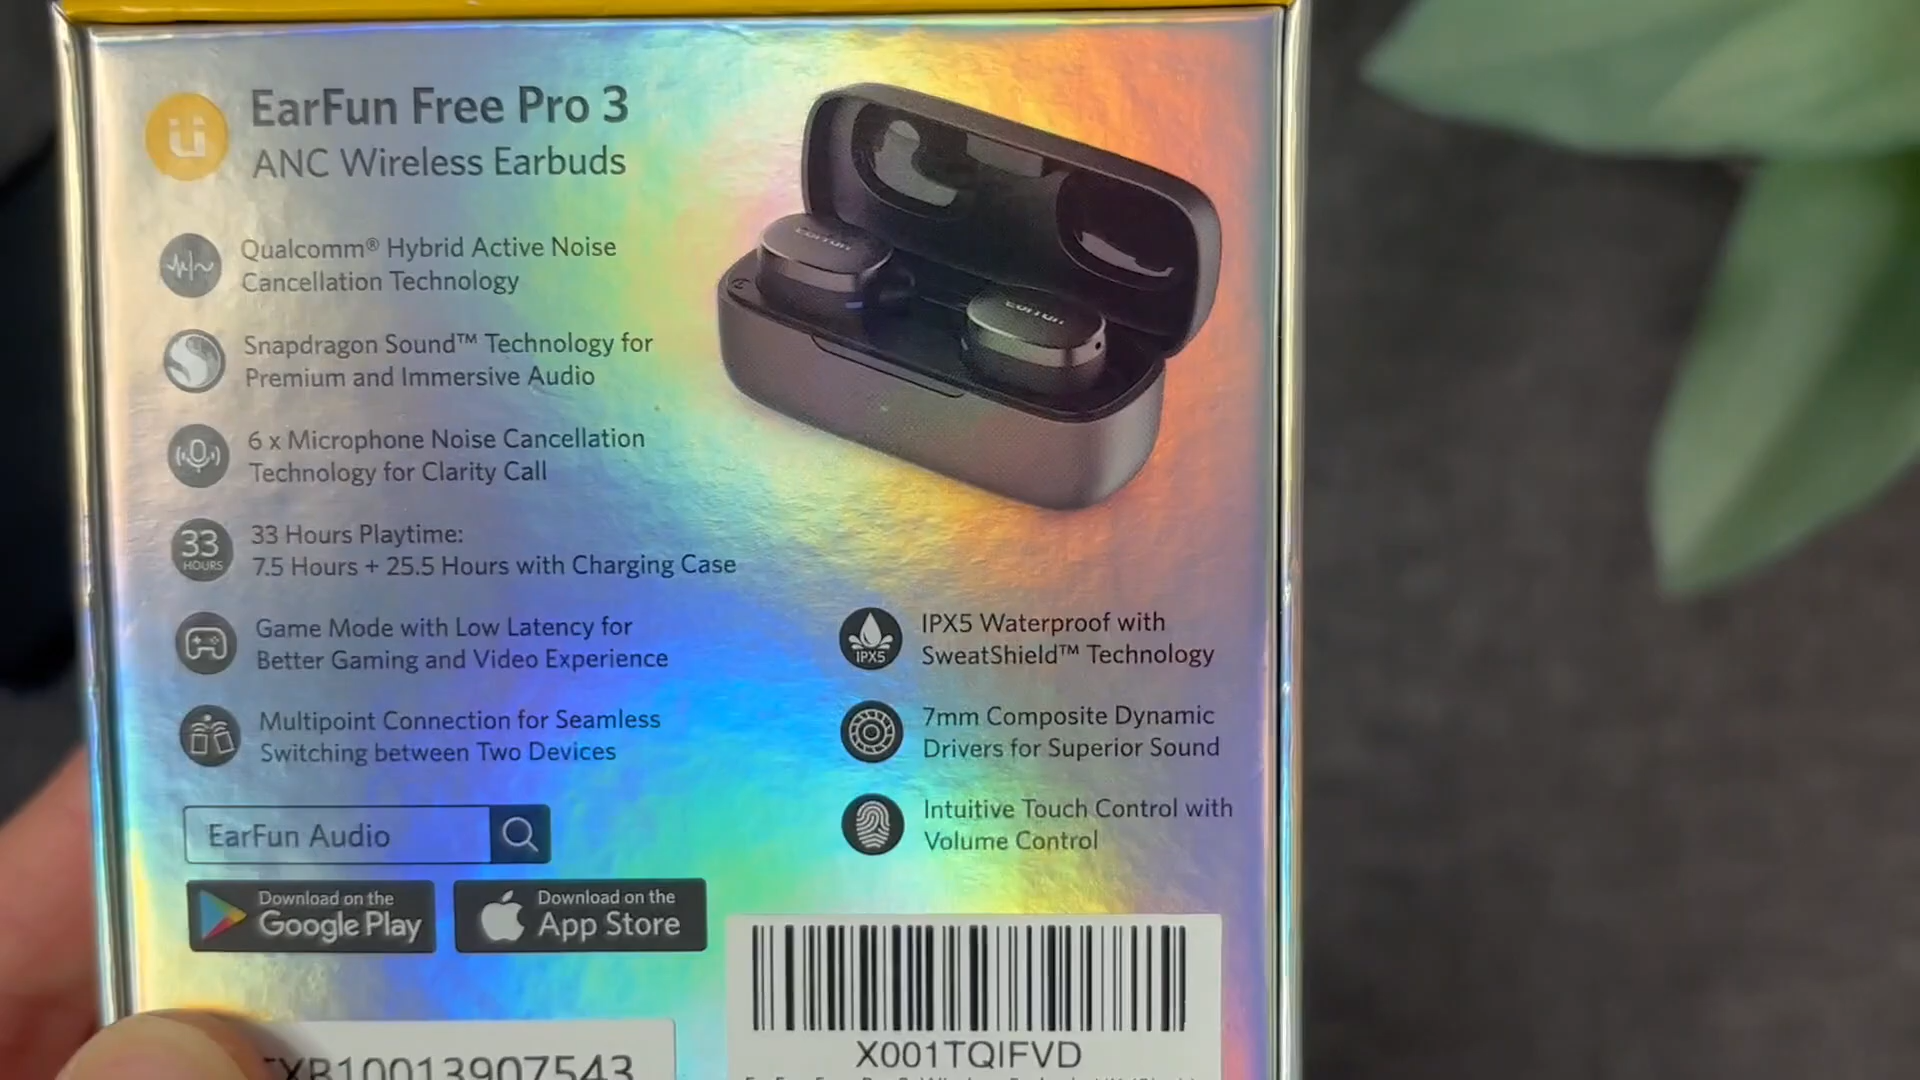 EarFun Free Pro 3
ANC Wireless Earbuds
Qualcomm® Hybrid Active Noise
Cancellation Technology
Snapdragon Sound™ Technology for
Premium and Immersive Audio
6 x Microphone Noise Cancellation
Technology for Clarity Call
33
HOURS
33 Hours Playtime:
7.5 Hours + 25.5 Hours with Charging Case
Game Mode with Low Latency for
Better Gaming and Video Experience
Multipoint Connection for Seamless
Switching between Two Devices
EarFun
EarFun
IPX5
IPX5 Waterproof with
SweatShield™ Technology
7mm Composite Dynamic
Drivers for Superior Sound
Intuitive Touch Control with
Volume Control
EarFun Audio
Download on the
Google Play
Download on the
App Store
X001TQIFVD
XB10013907543